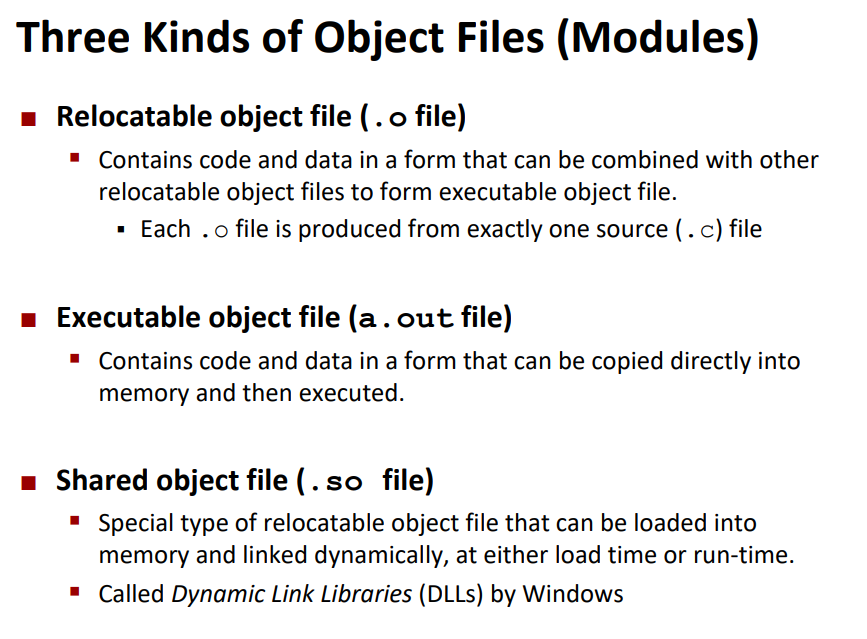 Three Kinds of Object Files (Modules)
■ Relocatable object file (.o file)
▪ Contains code and data in a form that can be combined with other
relocatable object files to form executable object file.
▪ Each .o file is produced from exactly one source (.c) file
■ Executable object file (a.out file)
▪ Contains code and data in a form that can be copied directly into
memory and then executed.
■ Shared object file (.so file)
▪ Special type of relocatable object file that can be loaded into
memory and linked dynamically, at either load time or run-time.
▪ Called Dynamic Link Libraries (DLLs) by Windows